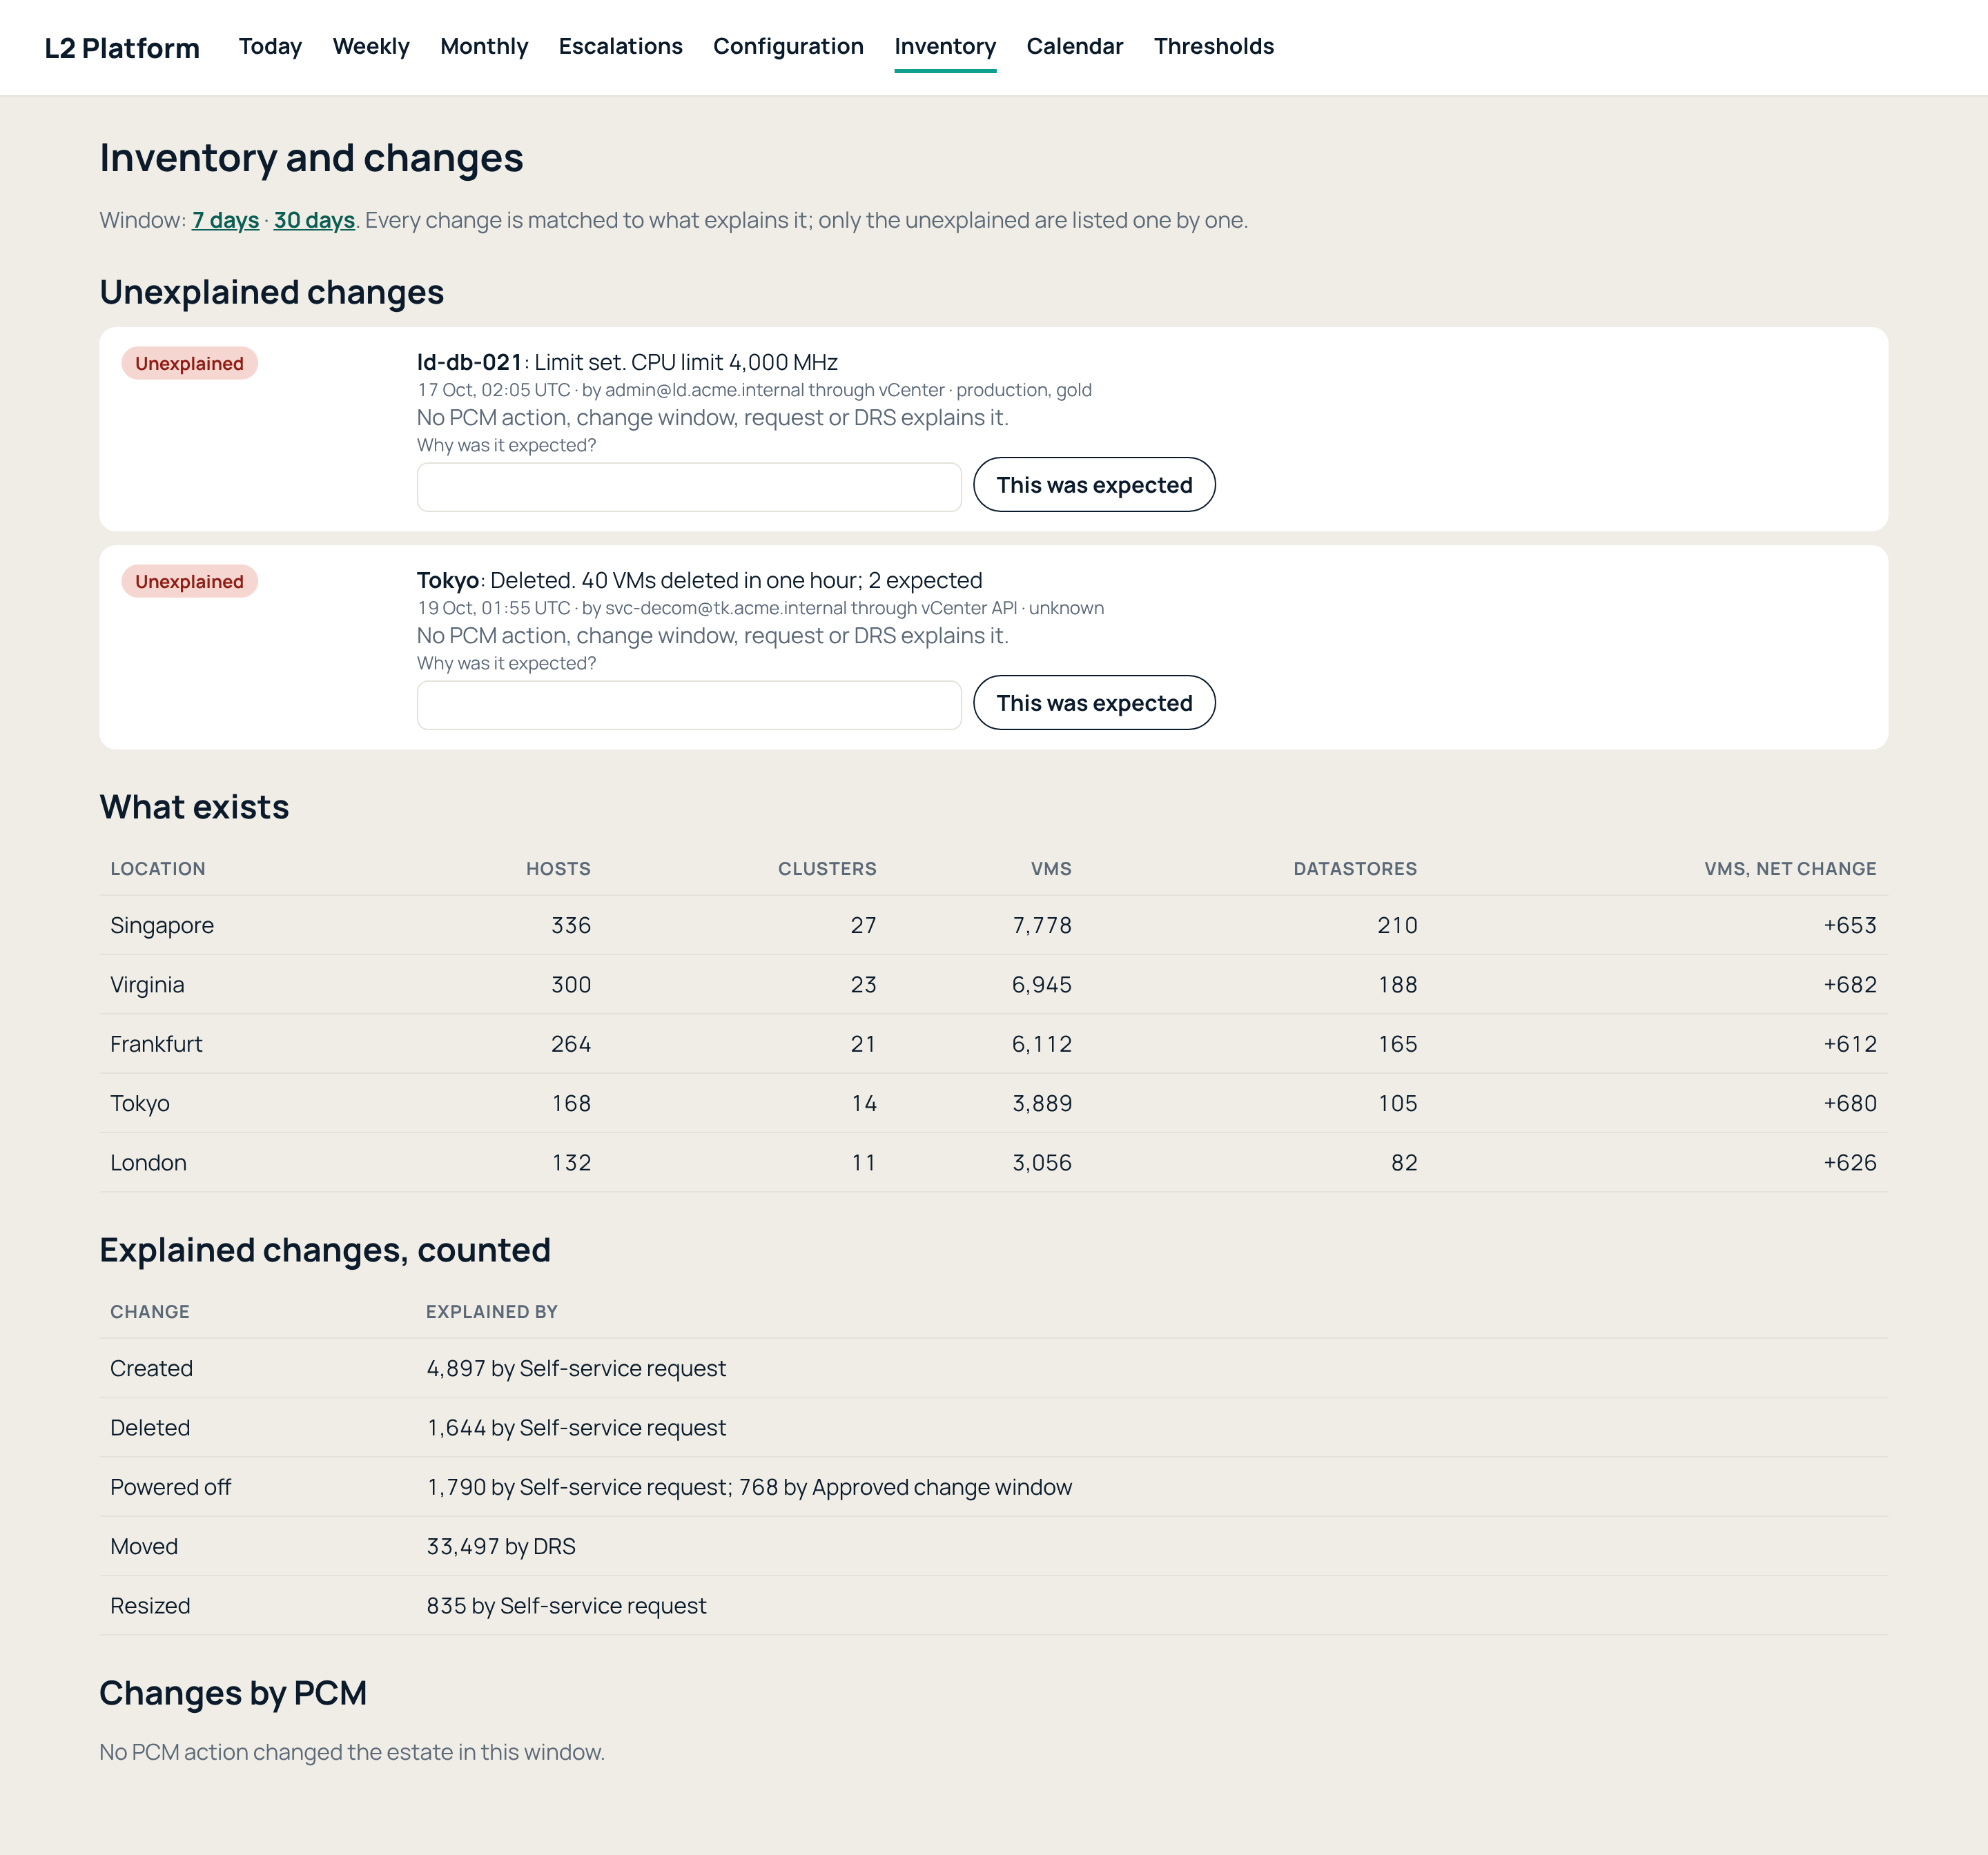 L2 Platform Today Weekly Monthly Escalations Configuration Inventory Calendar Thresholds
Inventory and changes
Window: 7 days · 30 days. Every change is matched to what explains it; only the unexplained are listed one by one.
Unexplained changes
Unexplained
ld-db-021: Limit set. CPU limit 4,000 MHz
17 Oct, 02:05 UTC · by admin@ld.acme.internal through vCenter · production, gold
No PCM action, change window, request or DRS explains it.
Why was it expected?
This was expected
Unexplained
Tokyo: Deleted. 40 VMs deleted in one hour; 2 expected
19 Oct, 01:55 UTC · by svc-decom@tk.acme.internal through vCenter API · unknown
No PCM action, change window, request or DRS explains it.
Why was it expected?
This was expected
What exists
LOCATION HOSTS CLUSTERS VMS DATASTORES VMS, NET CHANGE
Singapore 336 27 7,778 210 +653
Virginia 300 23 6,945 188 +682
Frankfurt 264 21 6,112 165 +612
Tokyo 168 14 3,889 105 +680
London 132 11 3,056 82 +626
Explained changes, counted
CHANGE EXPLAINED BY
Created 4,897 by Self-service request
Deleted 1,644 by Self-service request
Powered off 1,790 by Self-service request; 768 by Approved change window
Moved 33,497 by DRS
Resized 835 by Self-service request
Changes by PCM
No PCM action changed the estate in this window.